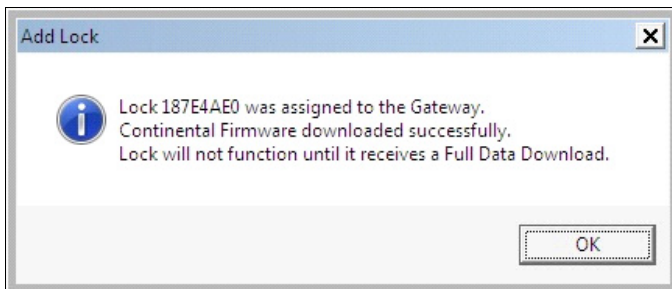 Add Lock
Lock 187E4AE0 was assigned to the Gateway.
Continental Firmware downloaded successfully.
Lock will not function until it receives a Full Data Download.
OK